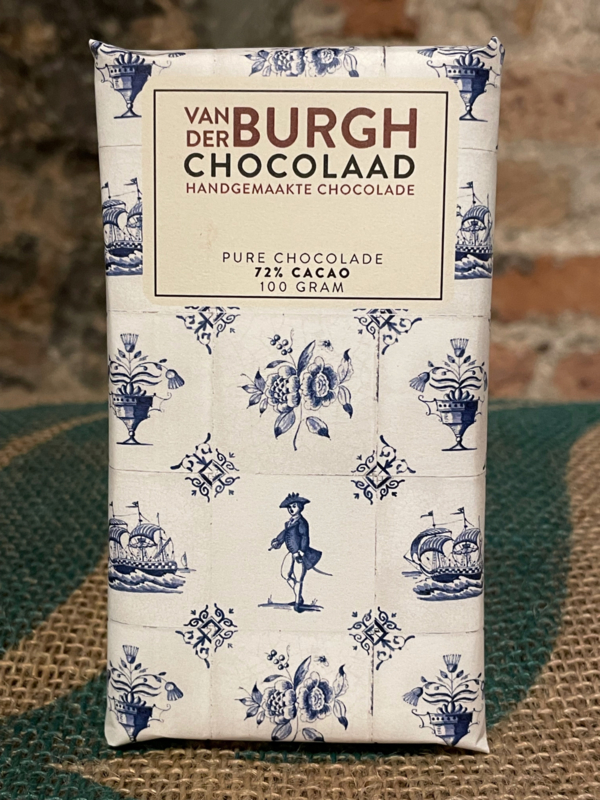 VAN DER BURGH
CHOCOLAAD
HANDGEMAAKTE CHOCOLADE
PURE CHOCOLADE
72% CACAO
100 GRAM